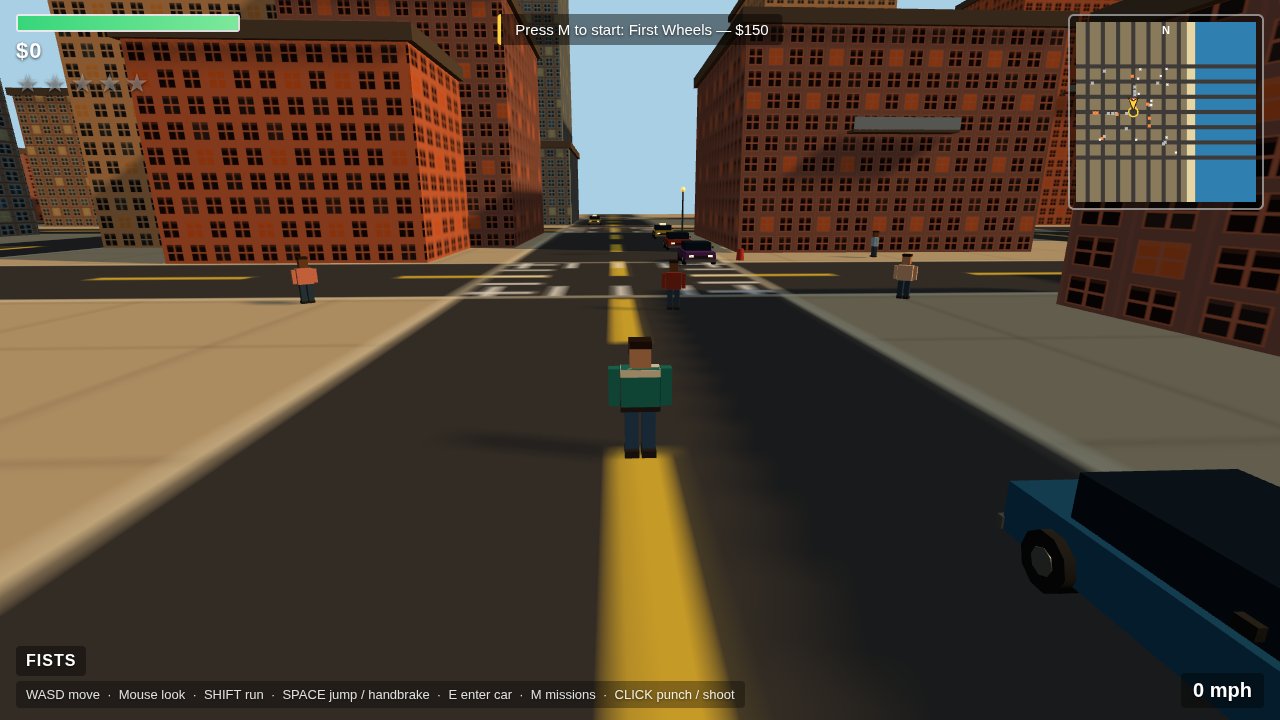 Press M to start: First Wheels — $150
N
$0
FISTS
WASD move · Mouse look · SHIFT run · SPACE jump / handbrake · E enter car · M missions · CLICK punch / shoot
0 mph